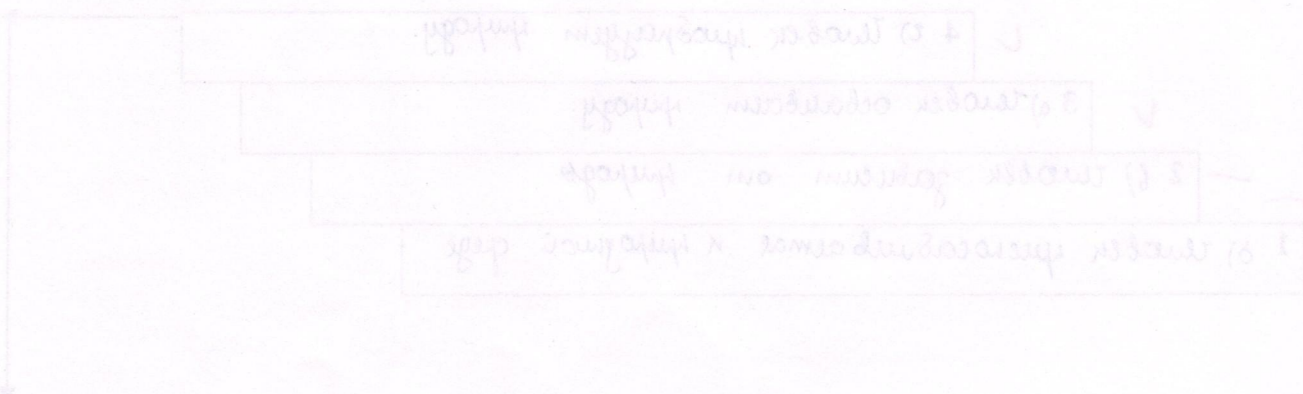 4 г) Человек преобразует природу.
3 а) Человек осваивает природу
2 в) Человек зависит от природы
1 б) Человек приспосабливается к природной среде